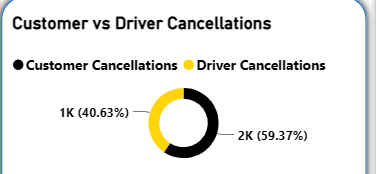 Customer vs Driver Cancellations
Customer Cancellations Driver Cancellations
1K (40.63%)
2K (59.37%)